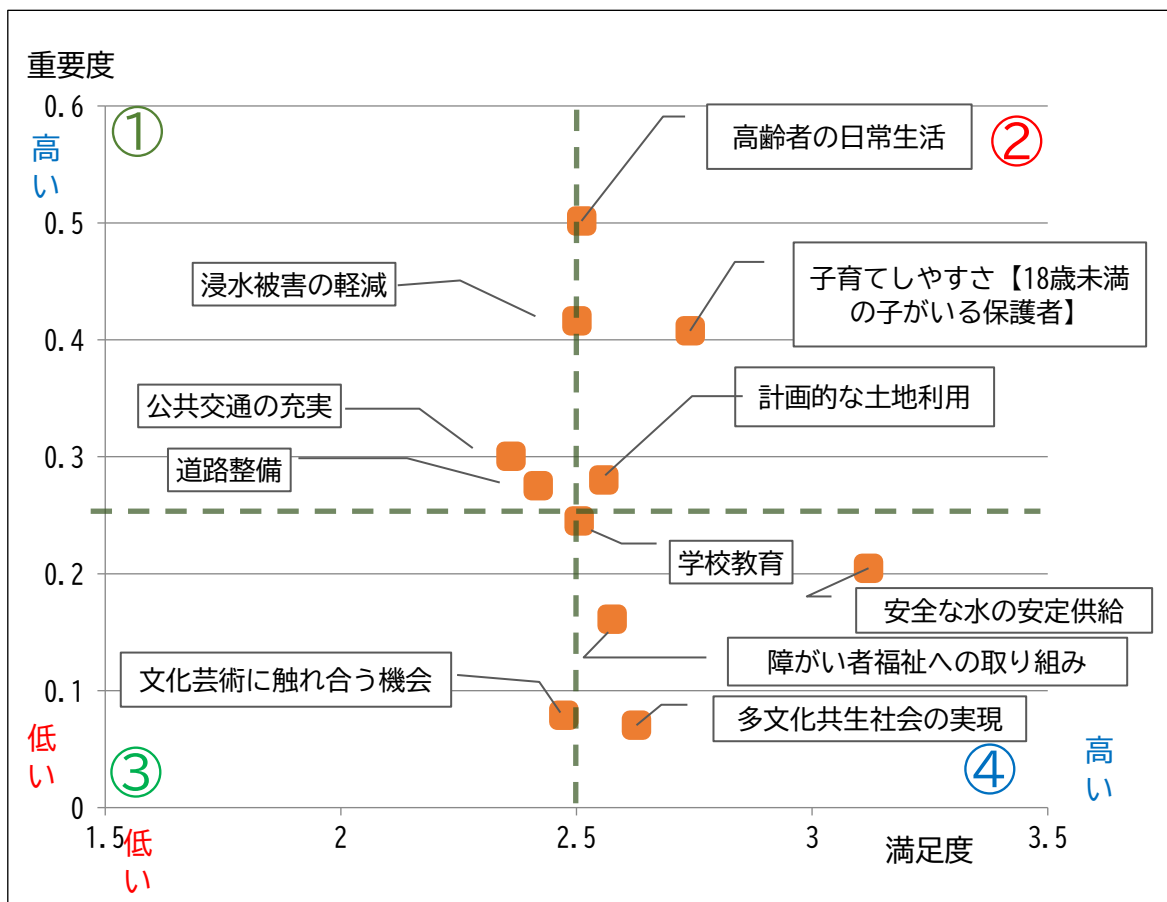 重要度
0.6
①
高い
②
高齢者の日常生活
0.5
浸水被害の軽減
子育てしやすさ【18歳未満
の子がいる保護者】
0.4
公共交通の充実
計画的な土地利用
0.3
道路整備
学校教育
0.2
安全な水の安定供給
障がい者福祉への取り組み
文化芸術に触れ合う機会
0.1
多文化共生社会の実現
低い
③
④
高い
0
1.5
2
2.5
3
3.5
低い
満足度